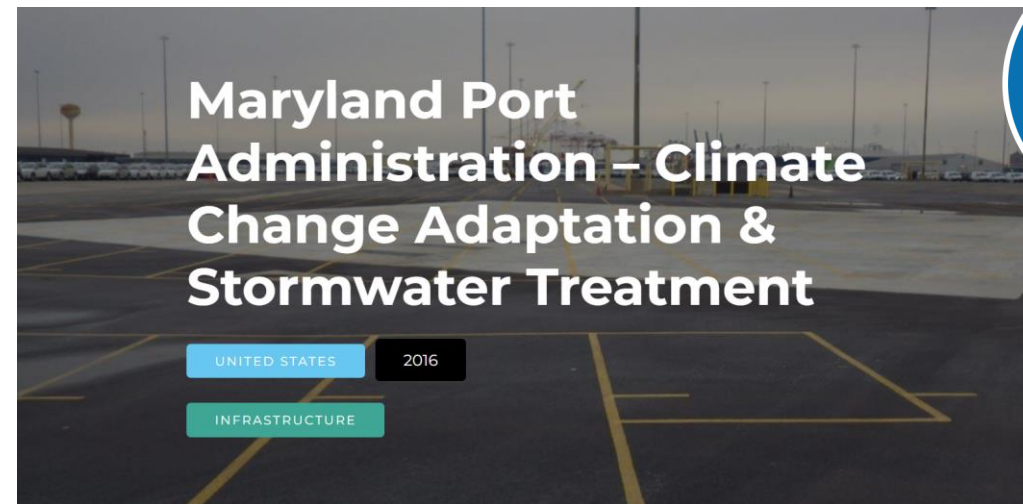 Maryland Port
Administration – Climate
Change Adaptation &
Stormwater Treatment
UNITED STATES
2016
INFRASTRUCTURE